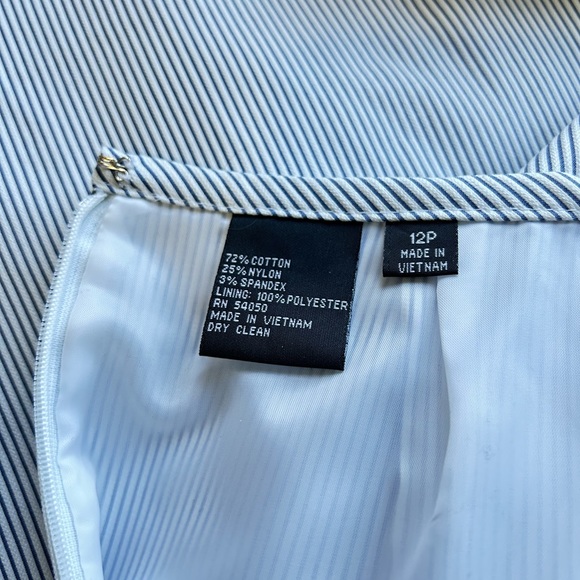 72% COTTON
25% NYLON
3% SPANDEX
LINING: 100% POLYESTER
RN 54050
MADE IN VIETNAM
DRY CLEAN
12P
MADE IN
VIETNAM